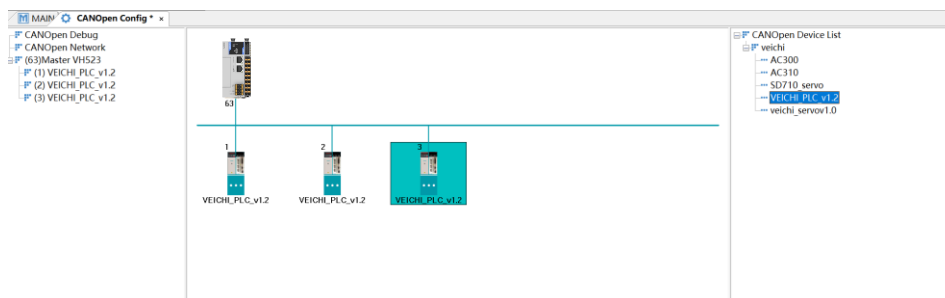 MAIN
CANOpen Config * ×
CANOpen Debug
CANOpen Network
(63)Master VH523
(1) VEICHI_PLC_v1.2
(2) VEICHI_PLC_v1.2
(3) VEICHI_PLC_v1.2
63
1
2
3
VEICHI_PLC_v1.2
VEICHI_PLC_v1.2
VEICHI_PLC_v1.2
CANOpen Device List
veichi
AC300
AC310
SD710_servo
VEICHI_PLC_v1.2
veichi_servov1.0